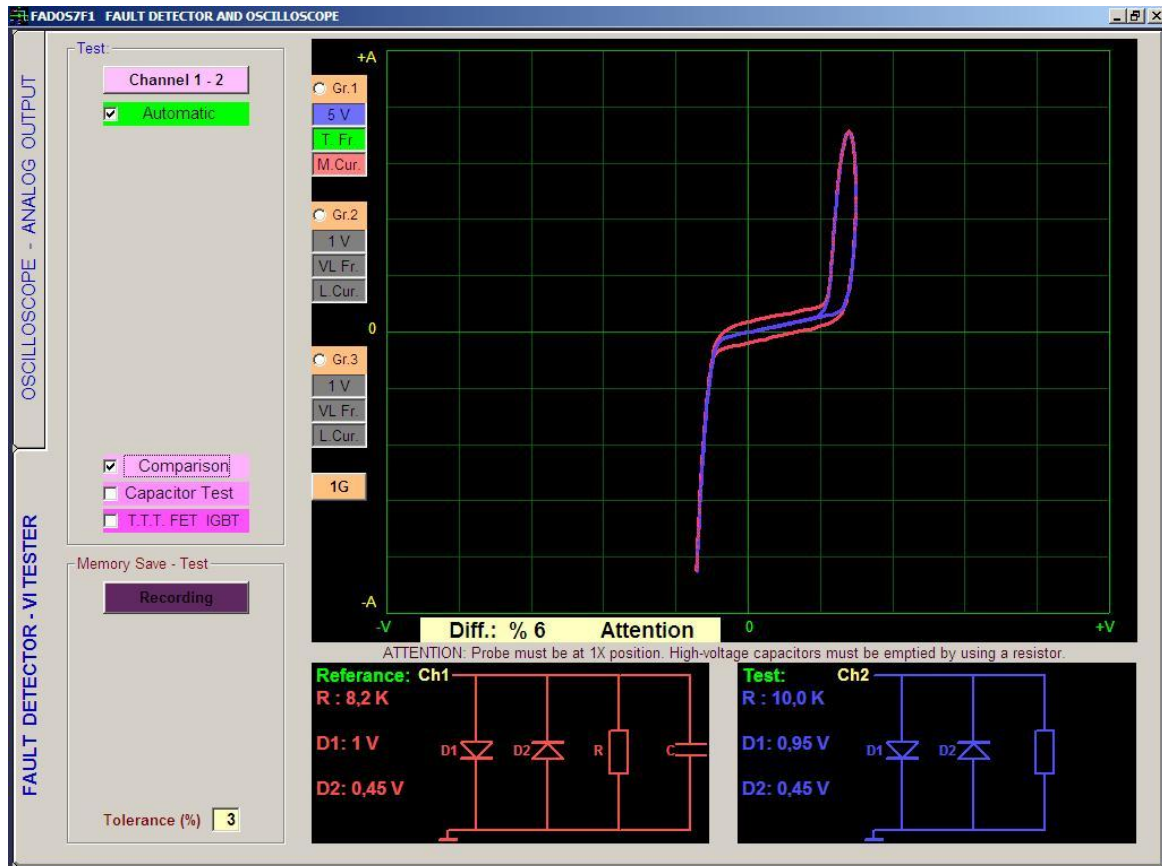 FADOS7F1 FAULT DETECTOR AND OSCILLOSCOPE
OSCILLOSCOPE - ANALOG OUTPUT
FAULT DETECTOR - VI TESTER
Test:
Channel 1 - 2
Automatic
Comparison
Capacitor Test
T.T.T. FET IGBT
Memory Save - Test
Recording
Tolerance (%) 3
+A
Gr.1
5 V
T. Fr.
M.Cur.
Gr.2
1 V
VL Fr.
L.Cur.
0
Gr.3
1 V
VL Fr.
L.Cur.
1G
-A
-V
Diff.: % 6 Attention
0
+V
ATTENTION: Probe must be at 1X position. High-voltage capacitors must be emptied by using a resistor.
Referance: Ch1
R : 8,2 K
D1: 1 V
D2: 0,45 V
D1
D2
R
C
Test: Ch2
R : 10,0 K
D1: 0,95 V
D2: 0,45 V
D1
D2